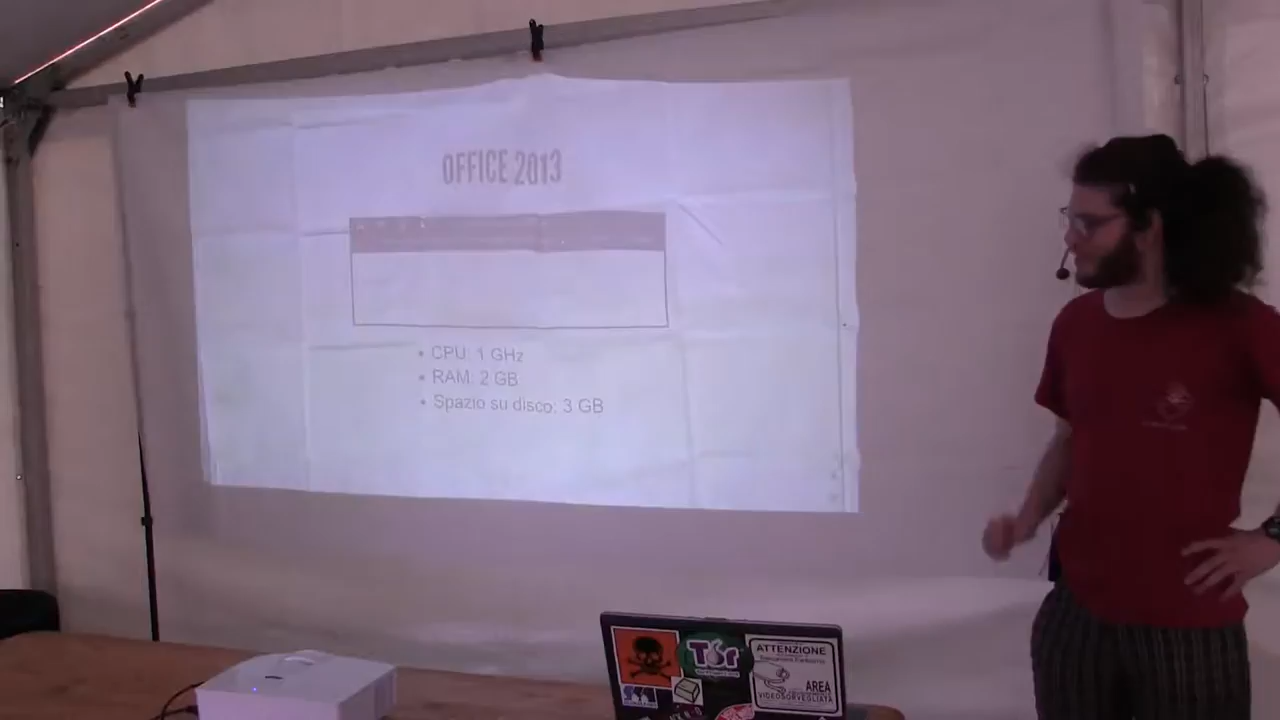 OFFICE 2013
• CPU: 1 GHz
• RAM: 2 GB
• Spazio su disco: 3 GB
Tor
ATTENZIONE
AREA
VIDEOSORVEGLIATA